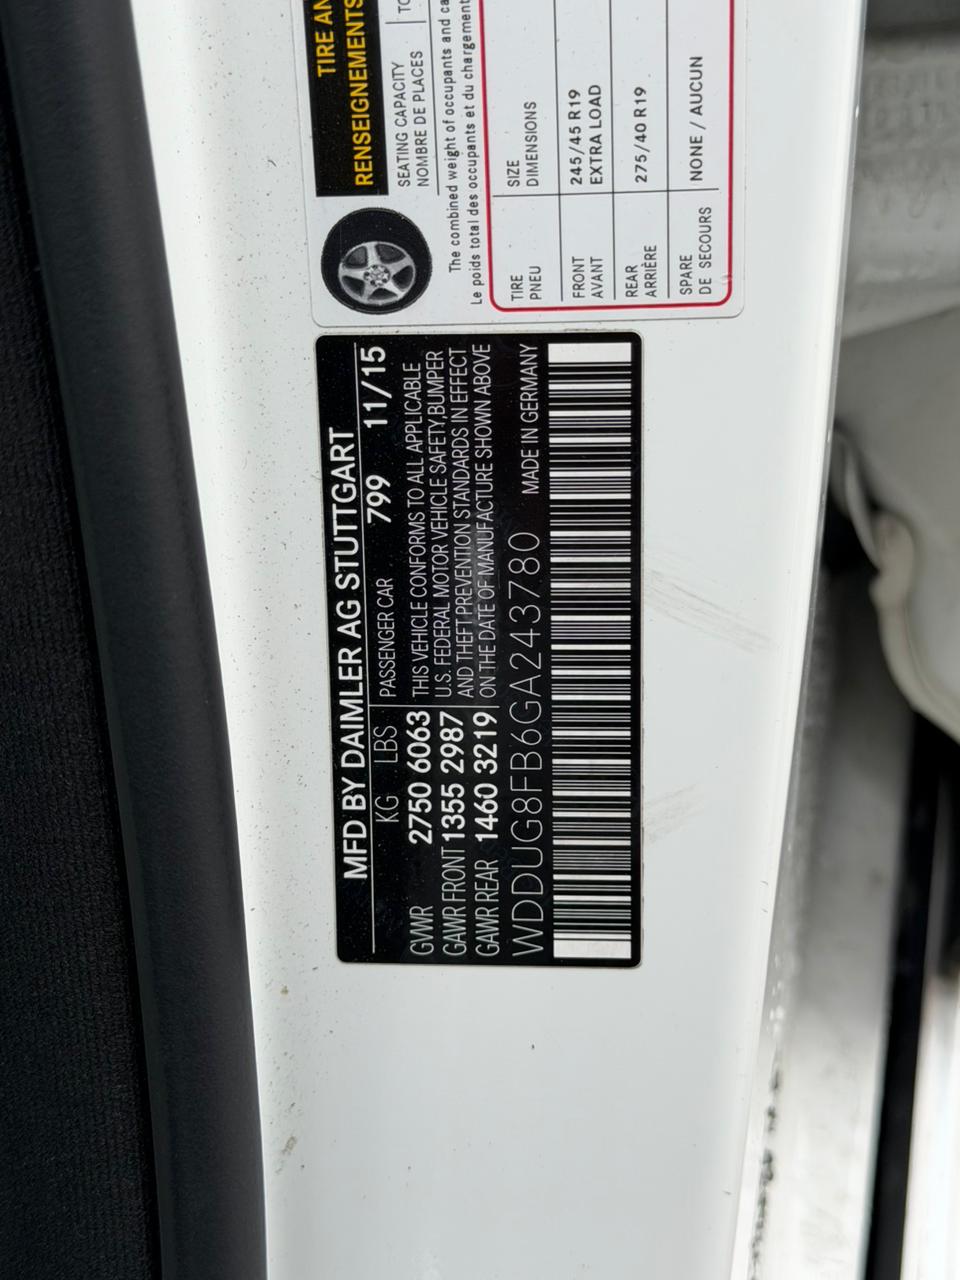 MFD BY DAIMLER AG STUTTGART
KG LBS PASSENGER CAR 799 11/15
GVWR 2750 6063 THIS VEHICLE CONFORMS TO ALL APPLICABLE
GAWR FRONT 1355 2987 U.S. FEDERAL MOTOR VEHICLE SAFETY,BUMPER
AND THEFT PREVENTION STANDARDS IN EFFECT
GAWR REAR 1460 3219 ON THE DATE OF MANUFACTURE SHOWN ABOVE
WDDUG8FB6GA243780 MADE IN GERMANY
TIRE
RENSEIGNEMENTS
SEATING CAPACITY
NOMBRE DE PLACES
The combined weight of occupants and
Le poids total des occupants et du chargement
TIRE SIZE
PNEU DIMENSIONS
FRONT 245/45 R19
AVANT EXTRA LOAD
REAR 275/40 R19
ARRIÈRE
SPARE NONE / AUCUN
DE SECOURS